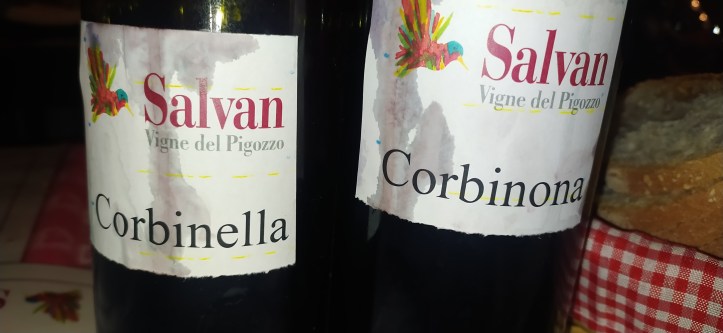 Salvan
Vigne del Pigozzo
Corbinella
Salvan
Vigne del Pigozzo
Corbinona